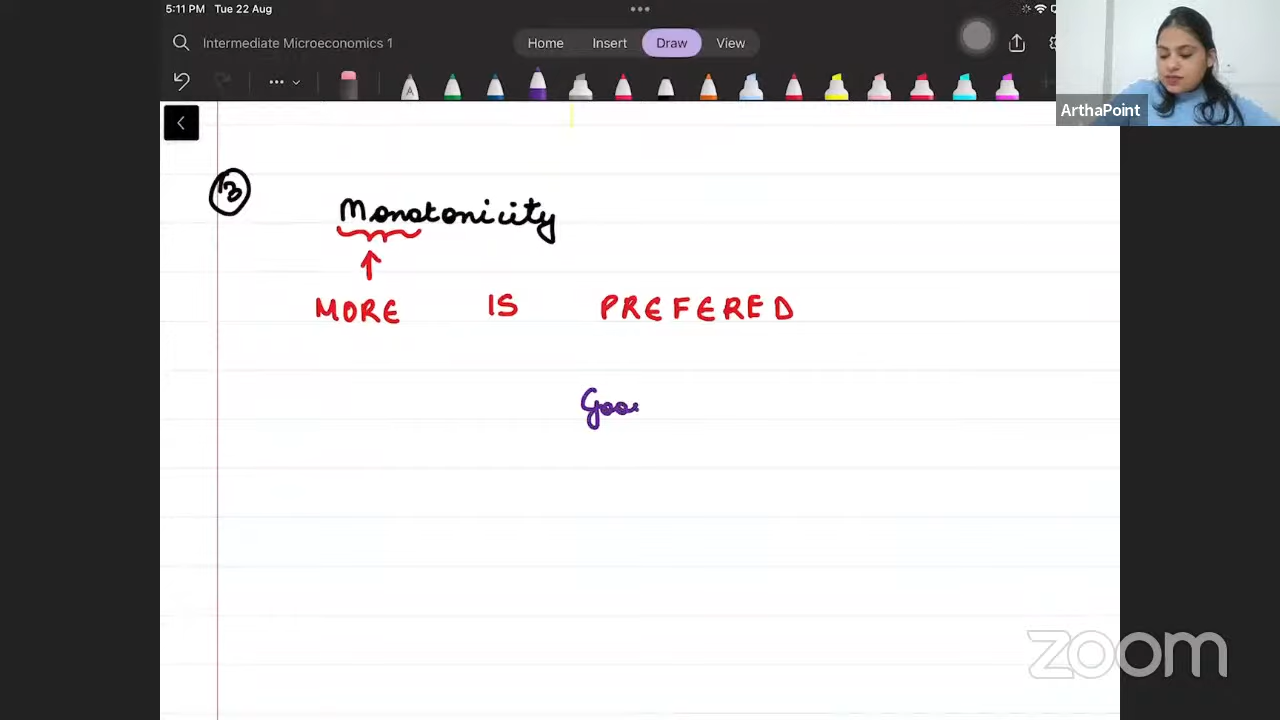 5:11 PM Tue 22 Aug
Intermediate Microeconomics 1
Home Insert Draw View
A
ArthaPoint
Monotonicity
MORE IS PREFERED
Goo
zoom